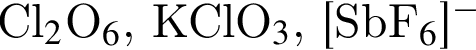 Cl₂O₆, KClO₃, [SbF₆]⁻